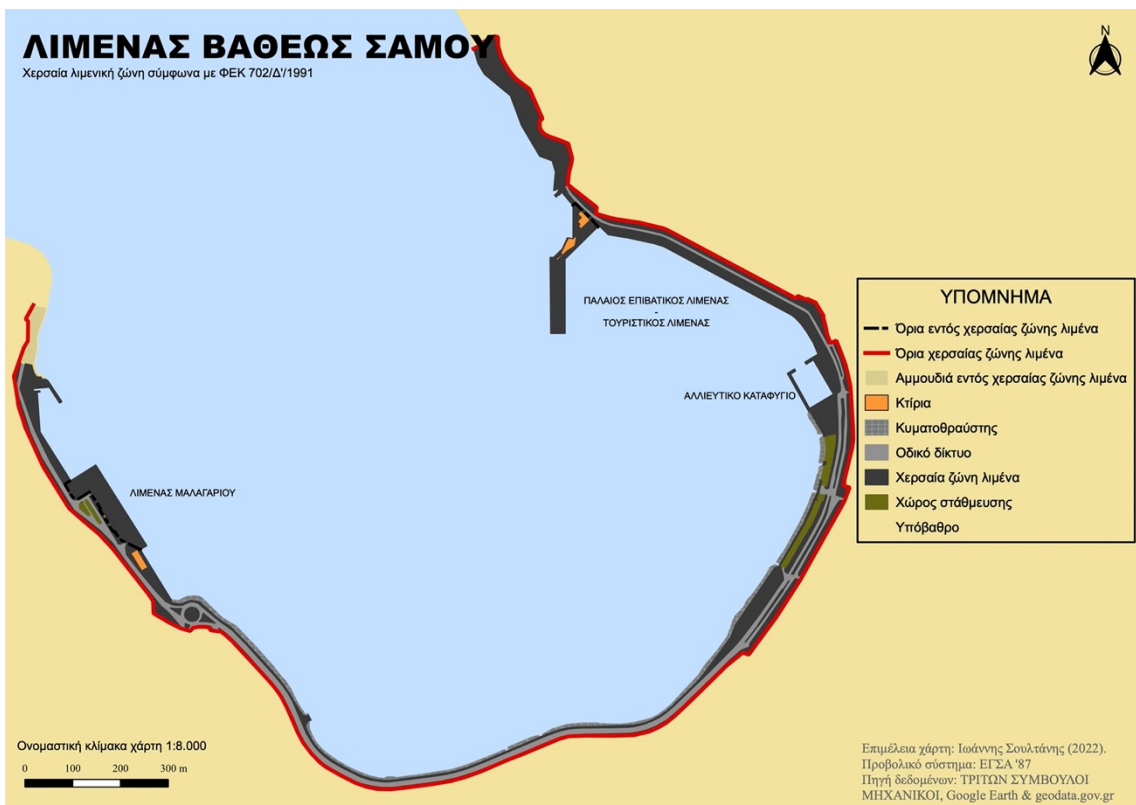 ΛΙΜΕΝΑΣ ΒΑΘΕΩΣ ΣΑΜΟΥ
Χερσαία λιμενική ζώνη σύμφωνα με ΦΕΚ 702/Δ'/1991
N
ΠΑΛΑΙΟΣ ΕΠΙΒΑΤΙΚΟΣ ΛΙΜΕΝΑΣ
-
ΤΟΥΡΙΣΤΙΚΟΣ ΛΙΜΕΝΑΣ
ΑΛΛΙΕΥΤΙΚΟ ΚΑΤΑΦΥΓΙΟ
ΛΙΜΕΝΑΣ ΜΑΛΑΓΑΡΙΟΥ
ΥΠΟΜΝΗΜΑ
Όρια εντός χερσαίας ζώνης λιμένα
Όρια χερσαίας ζώνης λιμένα
Αμμουδιά εντός χερσαίας ζώνης λιμένα
Κτίρια
Κυματοθραύστης
Οδικό δίκτυο
Χερσαία ζώνη λιμένα
Χώρος στάθμευσης
Υπόβαθρο
Ονομαστική κλίμακα χάρτη 1:8.000
0 100 200 300 m
Επιμέλεια χάρτη: Ιωάννης Σουλτάνης (2022).
Προβολικό σύστημα: ΕΓΣΑ '87
Πηγή δεδομένων: ΤΡΙΤΩΝ ΣΥΜΒΟΥΛΟΙ
ΜΗΧΑΝΙΚΟΙ, Google Earth & geodata.gov.gr